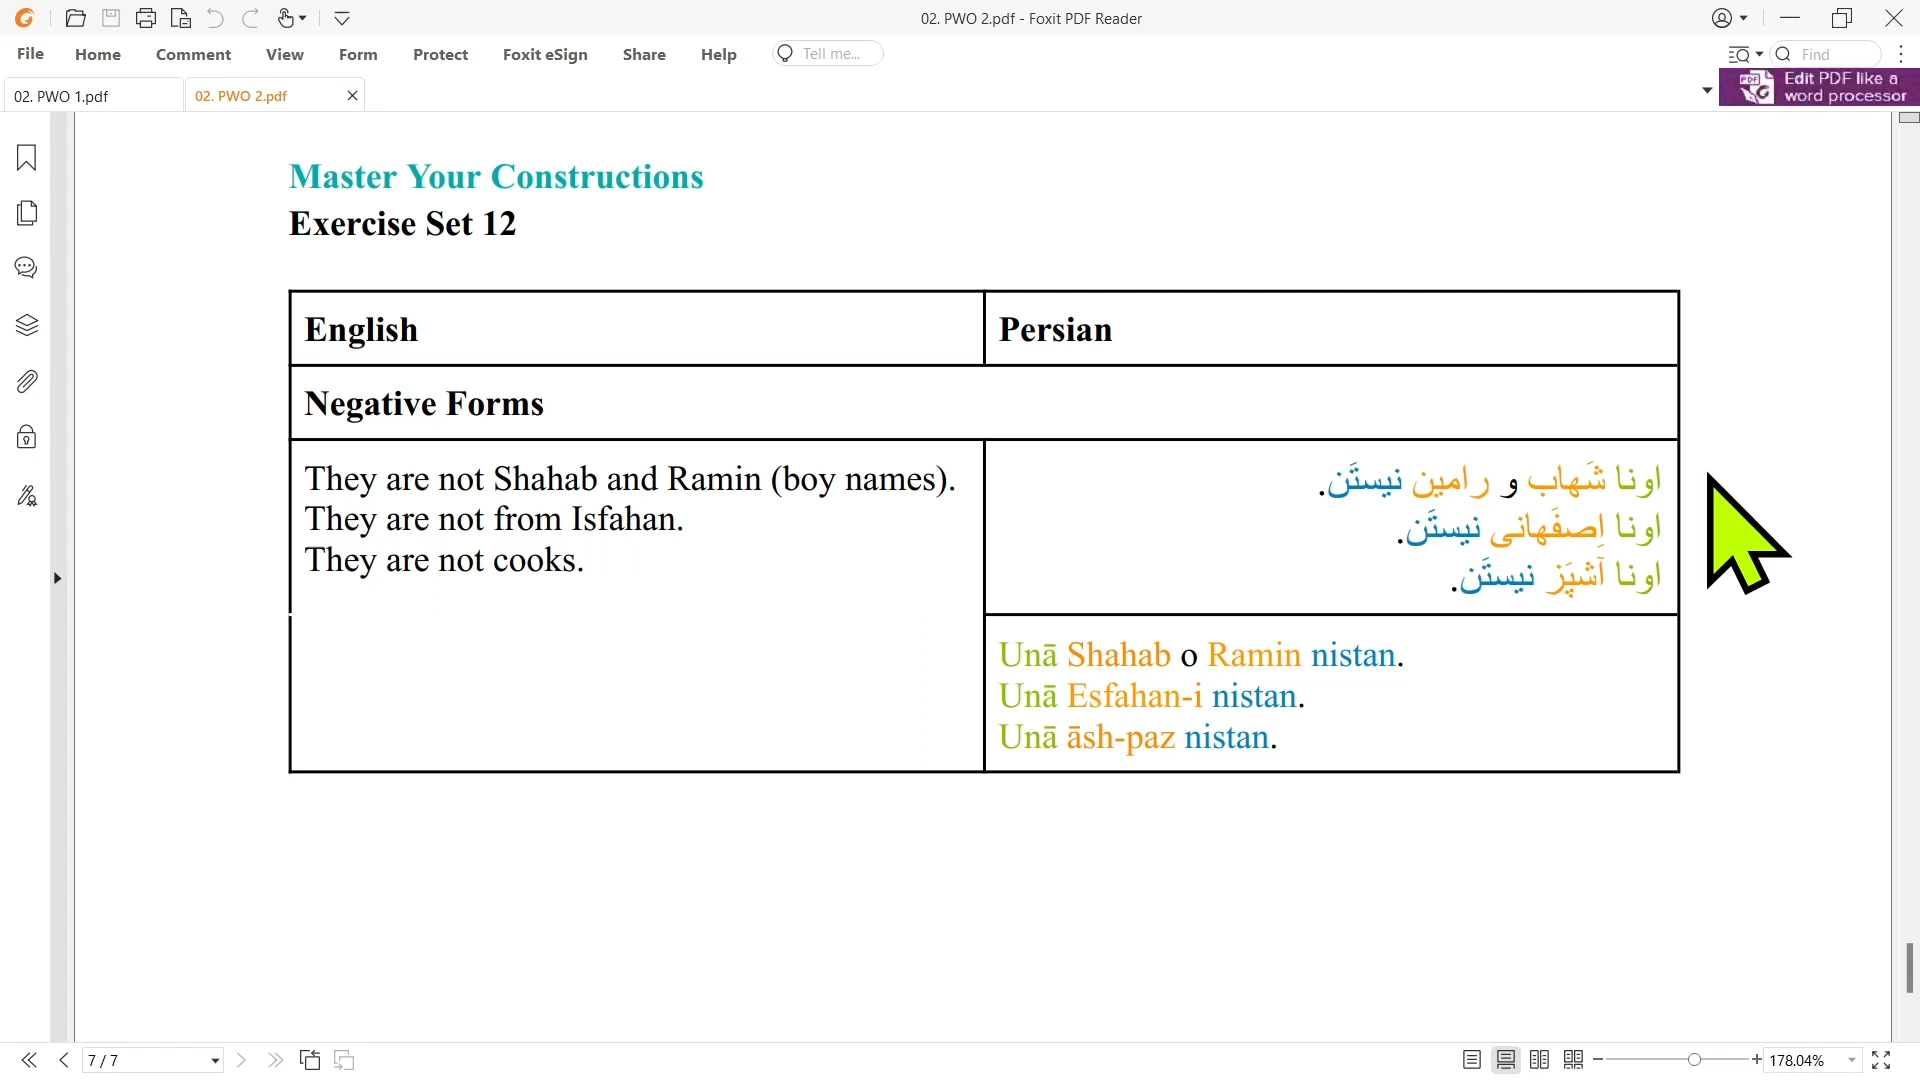 02. PWO 2.pdf - Foxit PDF Reader
File Home Comment View Form Protect Foxit eSign Share Help Tell me... Find
02. PWO 1.pdf 02. PWO 2.pdf
Edit PDF like a
word processor
Master Your Constructions
Exercise Set 12
English Persian
Negative Forms
They are not Shahab and Ramin (boy names).
They are not from Isfahan.
They are not cooks.
اونا شَهاب و رامین نیستَن.
اونا اِصفَهانی نیستَن.
اونا آشپَز نیستَن.
Unā Shahab o Ramin nistan.
Unā Esfahan-i nistan.
Unā āsh-paz nistan.
7 / 7 178.04%